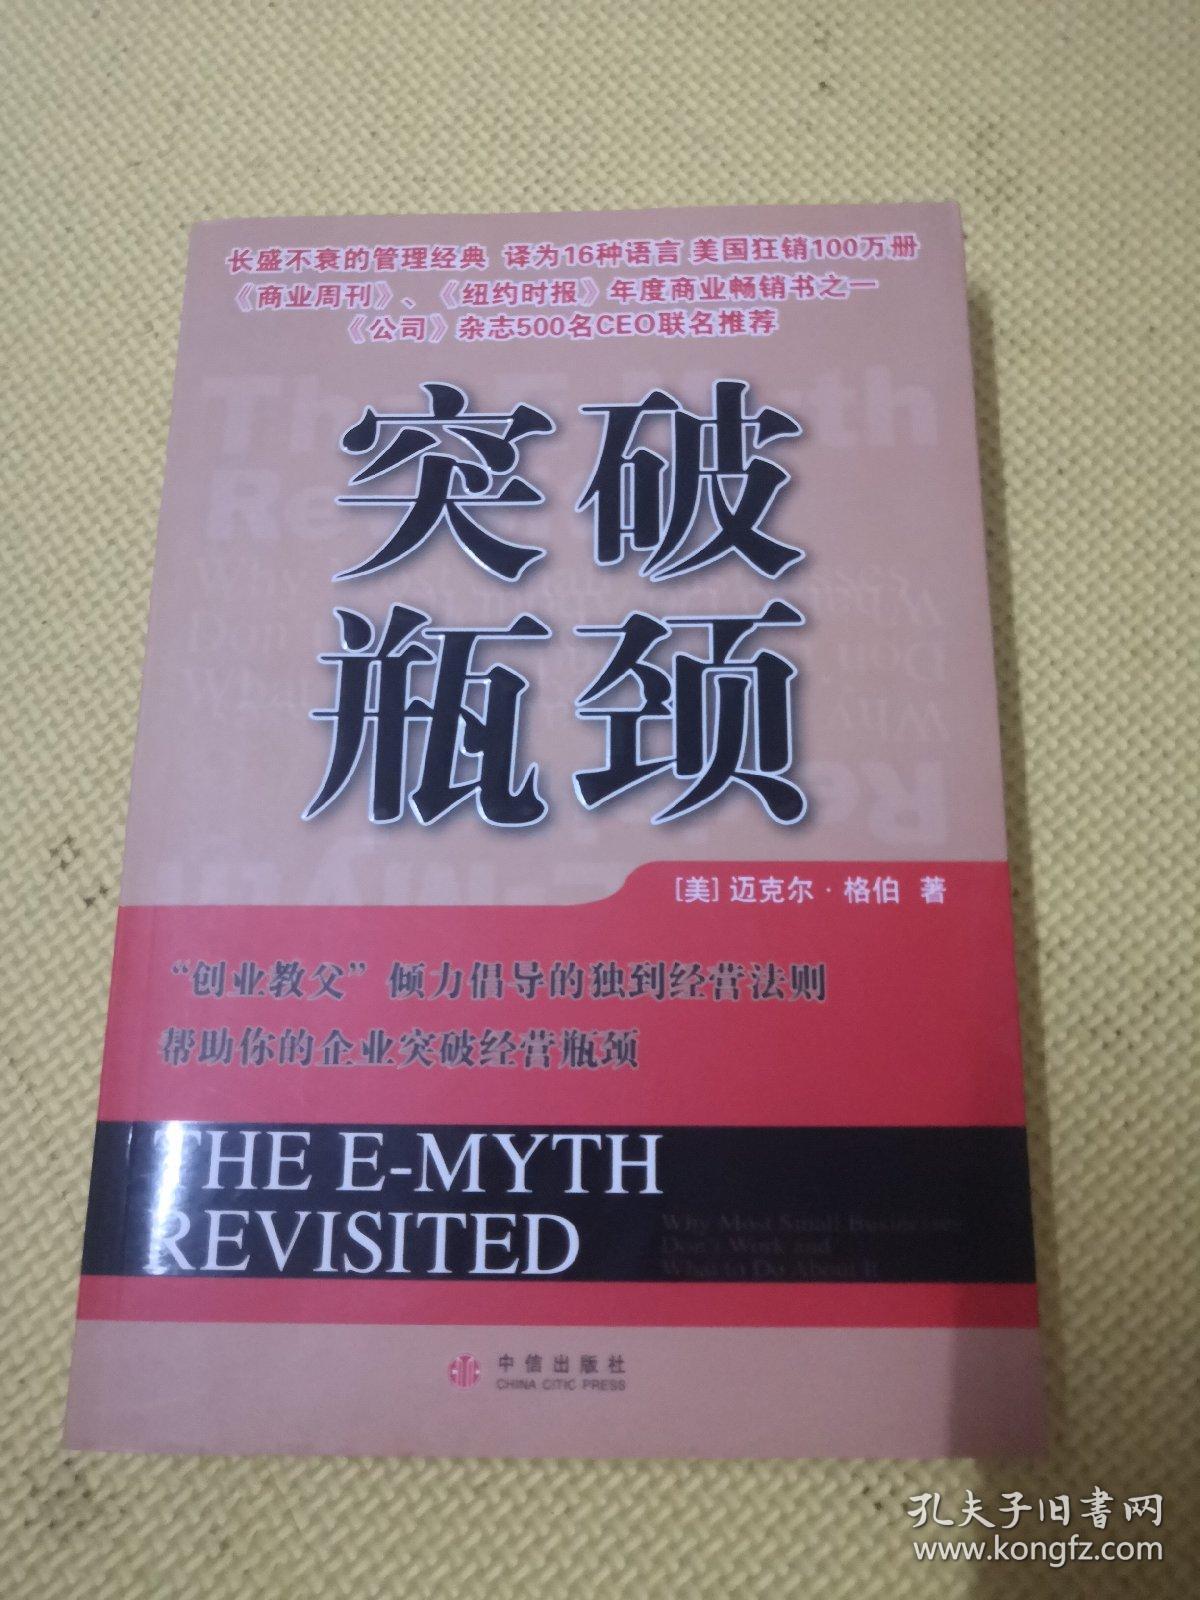 长盛不衰的管理经典 译为16种语言 美国狂销100万册
《商业周刊》、《纽约时报》年度商业畅销书之一
《公司》杂志500名CEO联名推荐
突破
瓶颈
[美] 迈克尔·格伯 著
“创业教父”倾力倡导的独到经营法则
帮助你的企业突破经营瓶颈
THE E-MYTH
REVISITED
Why Most Small Businesses
Don't Work and
What to Do About It
中信出版社
CHINA CITIC PRESS
孔夫子旧书网
www.kongfz.com